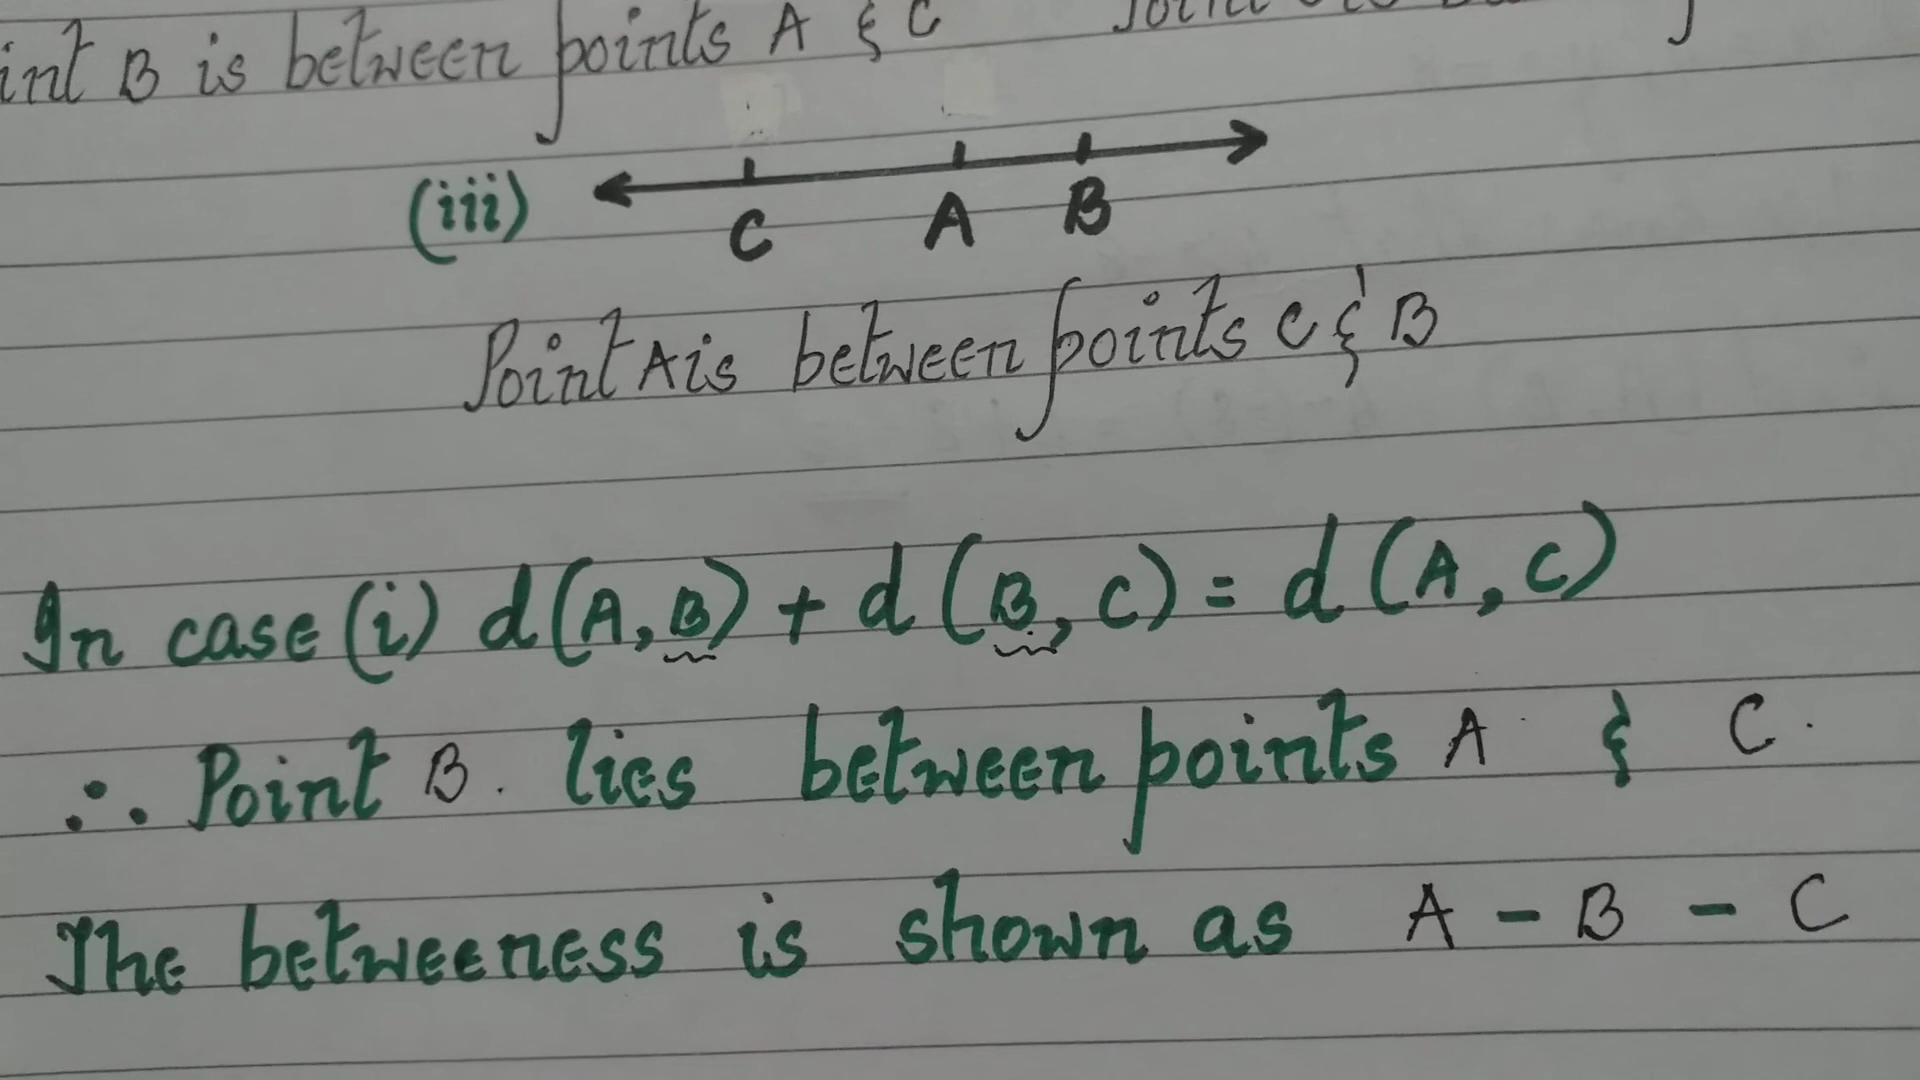 int B is between points A & C
(iii)
C A B
Point A is between points C & B
In case (i) d(A, B) + d (B, C) = d (A, C)
∴ Point B. lies between points A & C.
The betweeness is shown as A - B - C